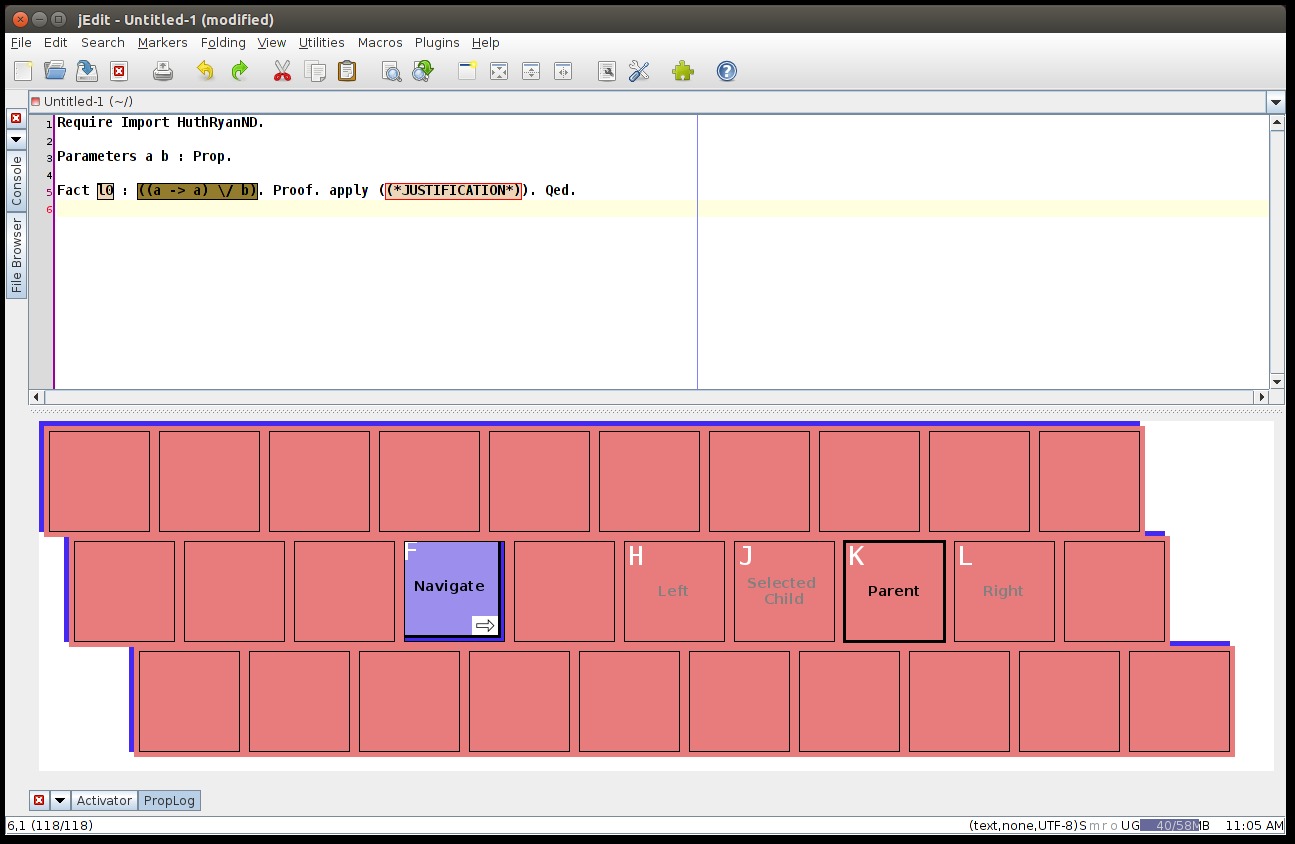 jEdit - Untitled-1 (modified)
File Edit Search Markers Folding View Utilities Macros Plugins Help
Untitled-1 (~/)
Console
File Browser
1 Require Import HuthRyanND.
2
3 Parameters a b : Prop.
4
5 Fact l0 : ((a -> a) \/ b). Proof. apply ((*JUSTIFICATION*)). Qed.
6
F
Navigate
H
Left
J
Selected
Child
K
Parent
L
Right
Activator PropLog
6,1 (118/118)
(text,none,UTF-8)S m r o UG 40/58MB 11:05 AM